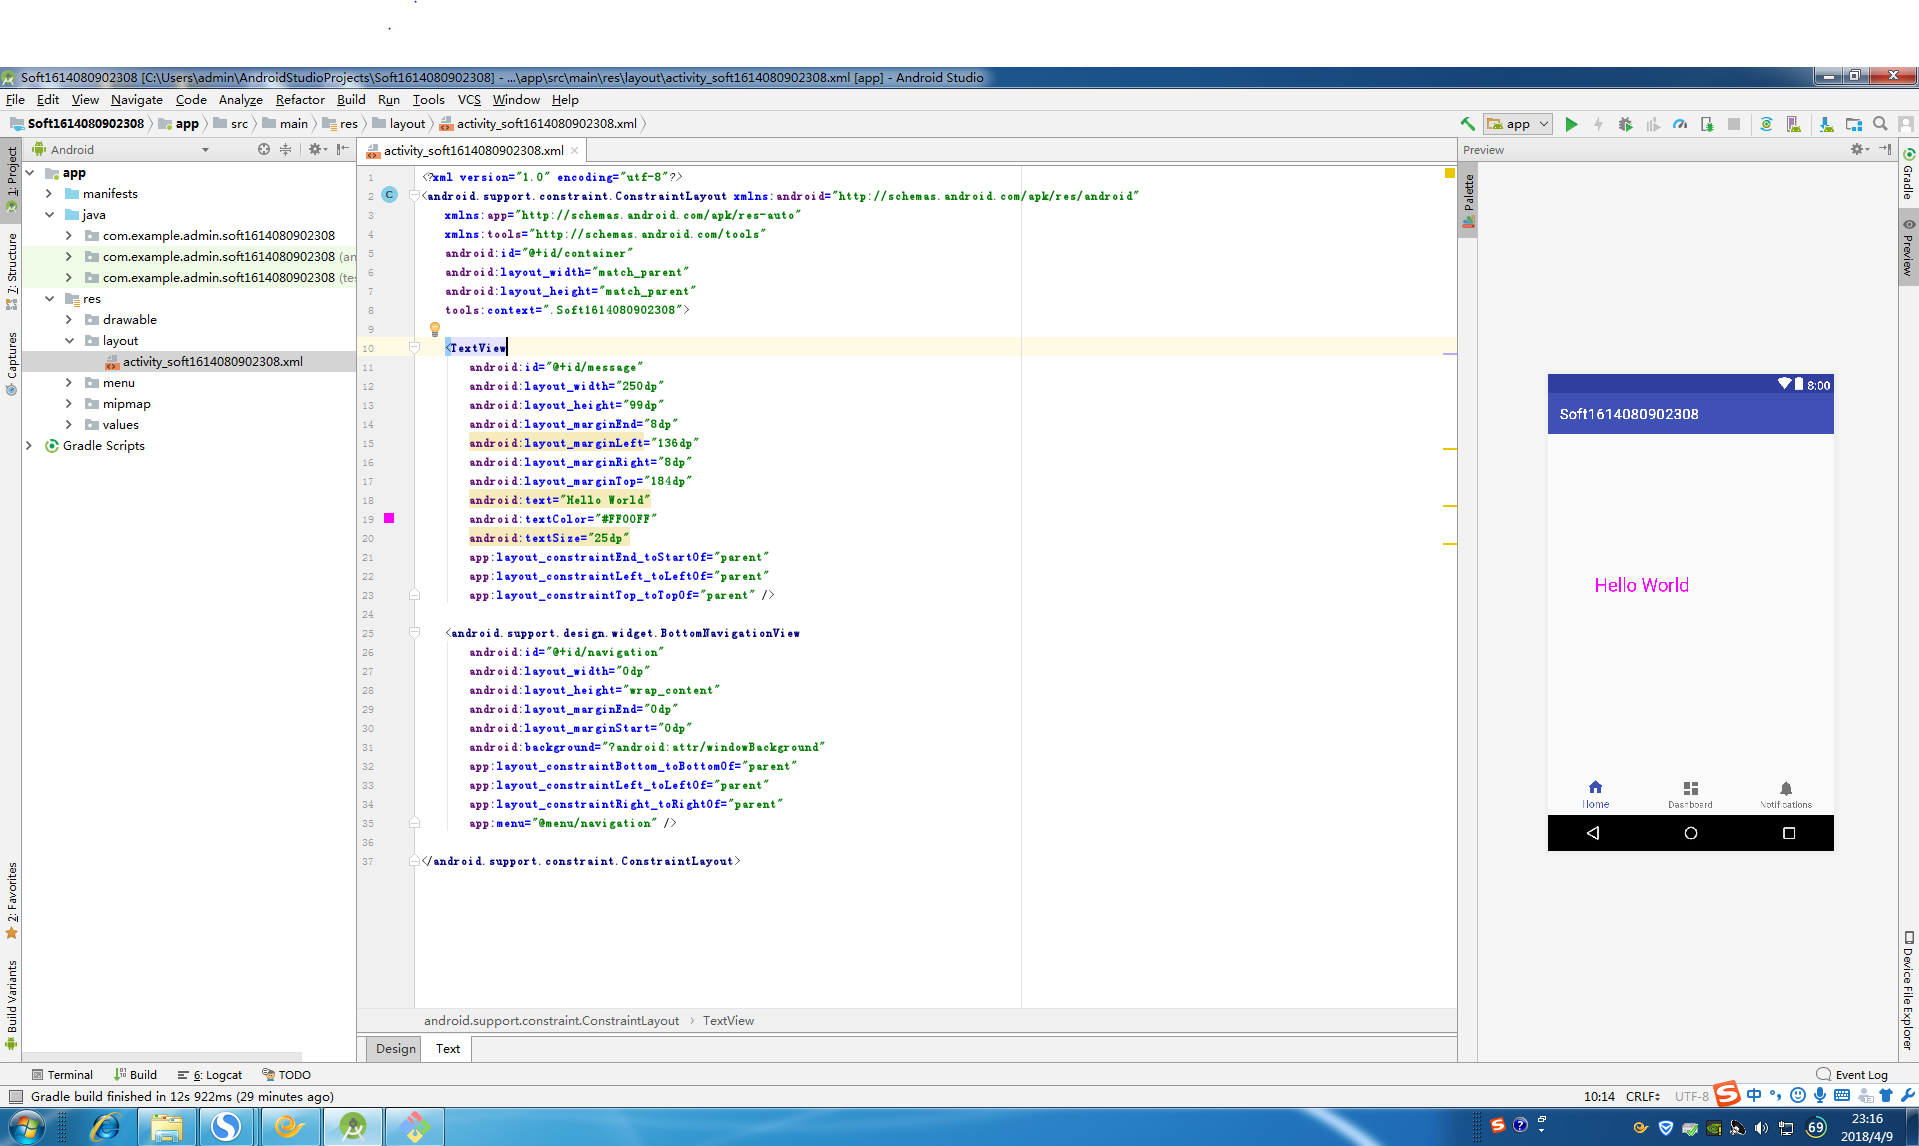 Soft1614080902308 [C:\Users\admin\AndroidStudioProjects\Soft1614080902308] - ...\app\src\main\res\layout\activity_soft1614080902308.xml [app] - Android Studio
File Edit View Navigate Code Analyze Refactor Build Run Tools VCS Window Help
Soft1614080902308 app src main res layout activity_soft1614080902308.xml
app
Android
activity_soft1614080902308.xml
Preview
1: Project
7: Structure
Captures
2: Favorites
Build Variants
app
manifests
java
com.example.admin.soft1614080902308
com.example.admin.soft1614080902308 (an
com.example.admin.soft1614080902308 (tes
res
drawable
layout
activity_soft1614080902308.xml
menu
mipmap
values
Gradle Scripts
1 <?xml version="1.0" encoding="utf-8"?>
2 <android.support.constraint.ConstraintLayout xmlns:android="http://schemas.android.com/apk/res/android"
3 xmlns:app="http://schemas.android.com/apk/res-auto"
4 xmlns:tools="http://schemas.android.com/tools"
5 android:id="@+id/container"
6 android:layout_width="match_parent"
7 android:layout_height="match_parent"
8 tools:context=".Soft1614080902308">
9
10 <TextView
11 android:id="@+id/message"
12 android:layout_width="250dp"
13 android:layout_height="99dp"
14 android:layout_marginEnd="8dp"
15 android:layout_marginLeft="136dp"
16 android:layout_marginRight="8dp"
17 android:layout_marginTop="184dp"
18 android:text="Hello World"
19 android:textColor="#FF00FF"
20 android:textSize="25dp"
21 app:layout_constraintEnd_toStartOf="parent"
22 app:layout_constraintLeft_toLeftOf="parent"
23 app:layout_constraintTop_toTopOf="parent" />
24
25 <android.support.design.widget.BottomNavigationView
26 android:id="@+id/navigation"
27 android:layout_width="0dp"
28 android:layout_height="wrap_content"
29 android:layout_marginEnd="0dp"
30 android:layout_marginStart="0dp"
31 android:background="?android:attr/windowBackground"
32 app:layout_constraintBottom_toBottomOf="parent"
33 app:layout_constraintLeft_toLeftOf="parent"
34 app:layout_constraintRight_toRightOf="parent"
35 app:menu="@menu/navigation" />
36
37 </android.support.constraint.ConstraintLayout>
android.support.constraint.ConstraintLayout › TextView
Design Text
Palette
8:00
Soft1614080902308
Hello World
Home Dashboard Notifications
Gradle
Preview
Device File Explorer
Terminal Build 6: Logcat TODO
Event Log
Gradle build finished in 12s 922ms (29 minutes ago)
10:14 CRLF UTF-8
中
69
23:16
2018/4/9